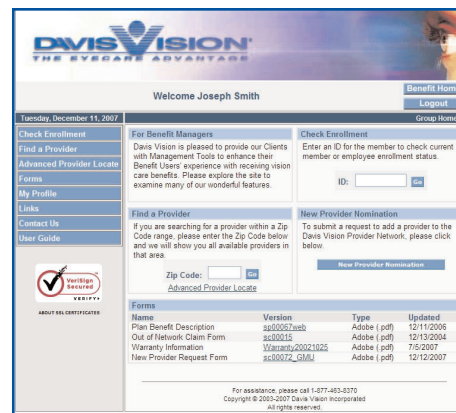 DAVIS VISION
THE EYECARE ADVANTAGE
Welcome Joseph Smith
Benefit Home
Logout
Tuesday, December 11, 2007
Group Home
Check Enrollment
Find a Provider
Advanced Provider Locate
Forms
My Profile
Links
Contact Us
User Guide
VeriSign
Secured
VERIFY
ABOUT SSL CERTIFICATES
For Benefit Managers
Davis Vision is pleased to provide our Clients
with Management Tools to enhance their
Benefit Users' experience with receiving vision
care benefits. Please explore the site to
examine many of our wonderful features.
Check Enrollment
Enter an ID for the member to check current
member or employee enrollment status.
ID: Go
Find a Provider
If you are searching for a provider within a Zip
Code range, please enter the Zip Code below
and we will show you all available providers in
that area.
Zip Code: Go
Advanced Provider Locate
New Provider Nomination
To submit a request to add a provider to the
Davis Vision Provider Network, please click
below.
New Provider Nomination
Forms
Name Version Type Updated
Plan Benefit Description sp00067web Adobe (.pdf) 12/11/2006
Out of Network Claim Form sc00015 Adobe (.pdf) 12/13/2004
Warranty Information Warranty20021025 Adobe (.pdf) 7/5/2007
New Provider Request Form sc00072_GMU Adobe (.pdf) 12/12/2007
For assistance, please call 1-877-463-8370
Copyright © 2003-2007 Davis Vision Incorporated
All rights reserved.